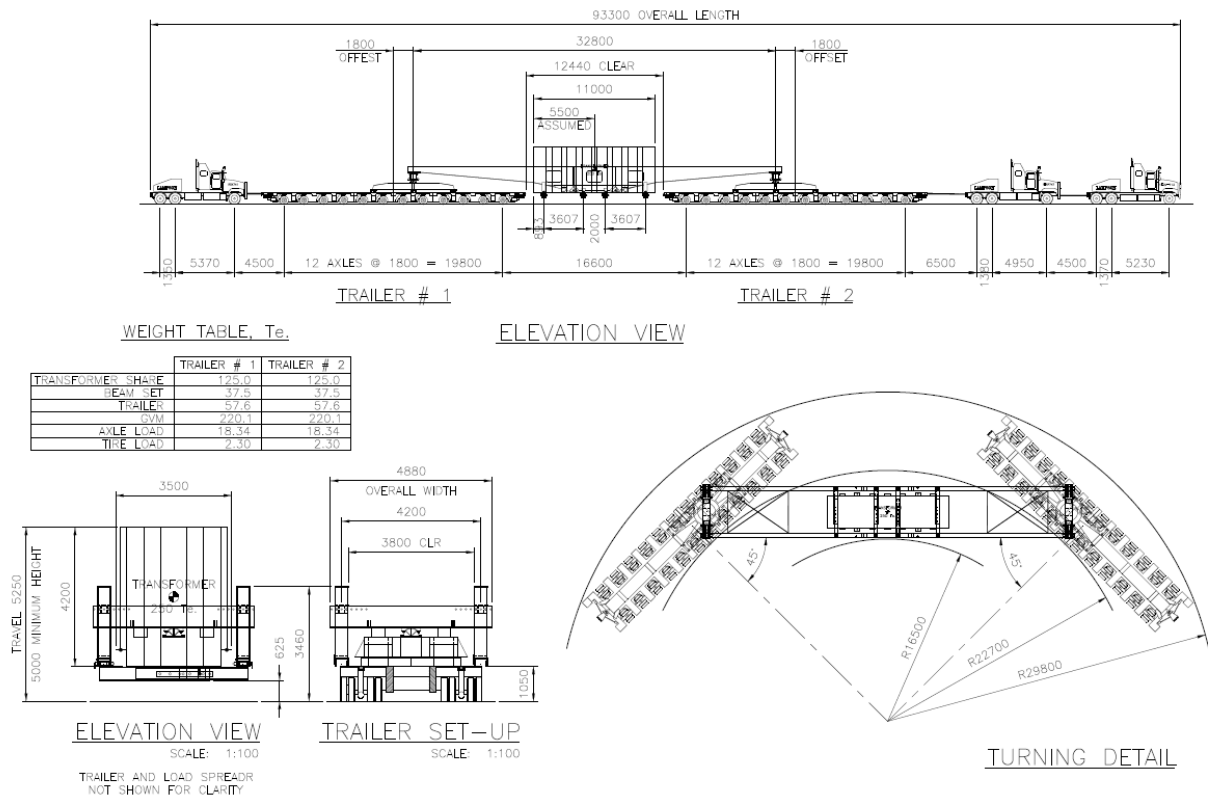 93300 OVERALL LENGTH
1800
OFFEST
32800
1800
OFFSET
12440 CLEAR
11000
5500
ASSUMED
893
3607
2000
3607
1350
5370
4500
12 AXLES @ 1800 = 19800
16600
12 AXLES @ 1800 = 19800
6500
1380
4950
4500
1370
5230
TRAILER # 1
TRAILER # 2
ELEVATION VIEW
WEIGHT TABLE, Te.
TRAILER # 1 TRAILER # 2
TRANSFORMER SHARE 125.0 125.0
BEAM SET 37.5 37.5
TRAILER 57.6 57.6
GVM 220.1 220.1
AXLE LOAD 18.34 18.34
TIRE LOAD 2.30 2.30
3500
TRAVEL 5250
5000 MINIMUM HEIGHT
4200
TRANSFORMER
250 Te.
625
ELEVATION VIEW
SCALE: 1:100
TRAILER AND LOAD SPREADR
NOT SHOWN FOR CLARITY
4880
OVERALL WIDTH
4200
3800 CLR
3460
1050
TRAILER SET-UP
SCALE: 1:100
45°
45°
R16500
R22700
R29800
TURNING DETAIL